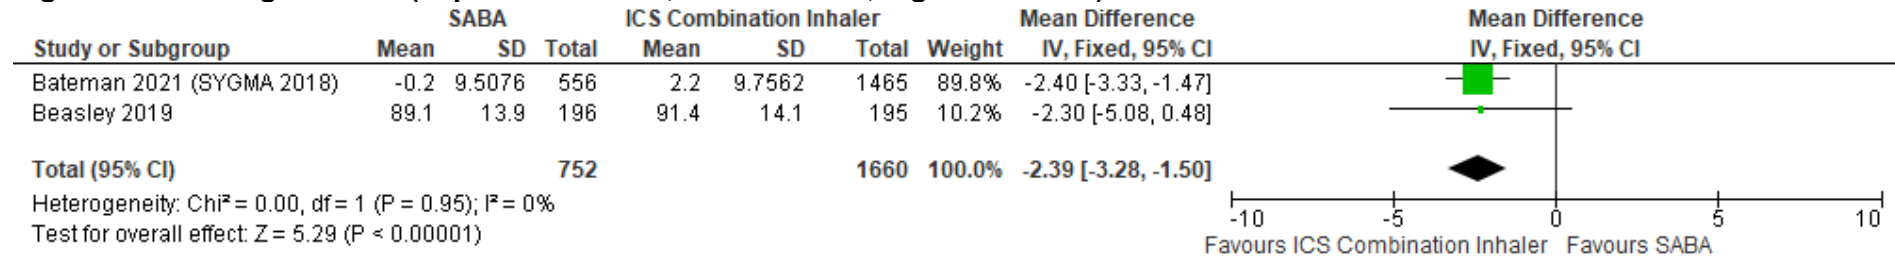 SABA ICS Combination Inhaler Mean Difference Mean Difference
Study or Subgroup Mean SD Total Mean SD Total Weight IV, Fixed, 95% CI IV, Fixed, 95% CI
Bateman 2021 (SYGMA 2018) -0.2 9.5076 556 2.2 9.7562 1465 89.8% -2.40 [-3.33, -1.47]
Beasley 2019 89.1 13.9 196 91.4 14.1 195 10.2% -2.30 [-5.08, 0.48]
Total (95% CI) 752 1660 100.0% -2.39 [-3.28, -1.50]
Heterogeneity: Chi² = 0.00, df = 1 (P = 0.95); I² = 0%
Test for overall effect: Z = 5.29 (P < 0.00001)
-10 -5 0 5 10
Favours ICS Combination Inhaler Favours SABA